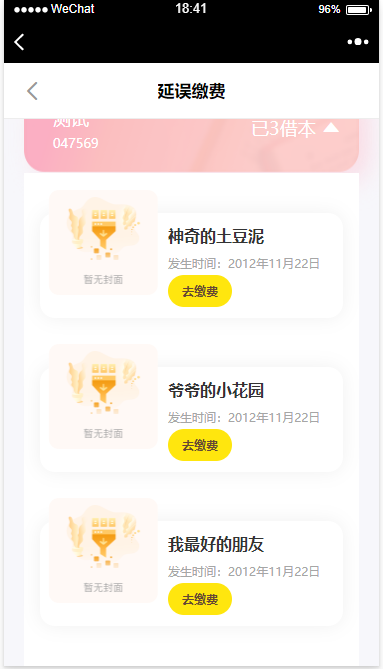 WeChat 18:41 96%
延误缴费
测试
047569
已3借本
神奇的土豆泥
发生时间：2012年11月22日
暂无封面
去缴费
爷爷的小花园
发生时间：2012年11月22日
暂无封面
去缴费
我最好的朋友
发生时间：2012年11月22日
暂无封面
去缴费